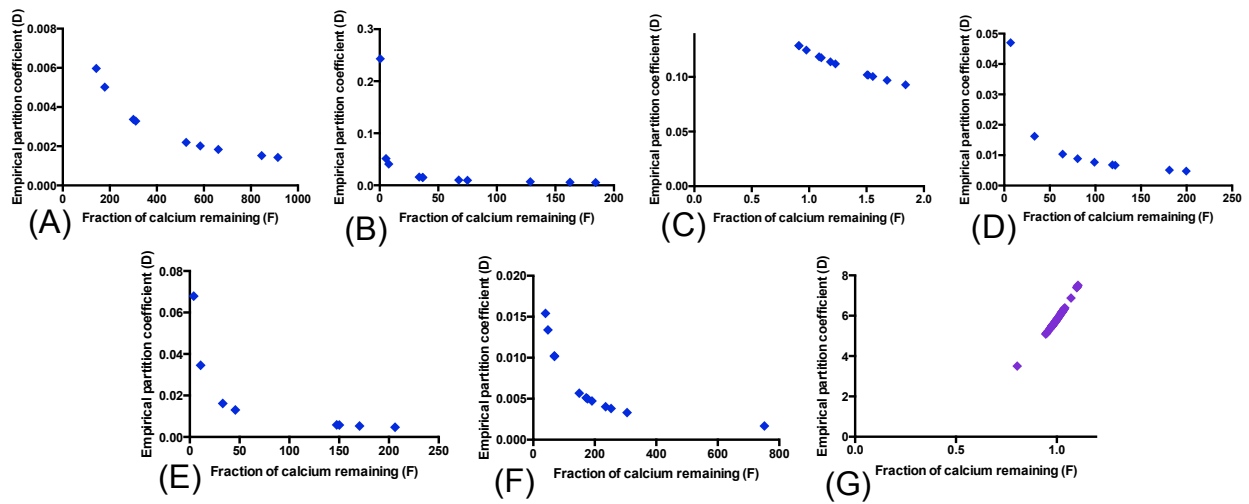 Empirical partition coefficient (D)
0.008
0.006
0.004
0.002
0.000
0 200 400 600 800 1000
Fraction of calcium remaining (F)
(A)
Empirical partition coefficient (D)
0.3
0.2
0.1
0.0
0 50 100 150 200
Fraction of calcium remaining (F)
(B)
Empirical partition coefficient (D)
0.10
0.05
0.00
0.0 0.5 1.0 1.5 2.0
Fraction of calcium remaining (F)
(C)
Empirical partition coefficient (D)
0.05
0.04
0.03
0.02
0.01
0.00
0 50 100 150 200 250
Fraction of calcium remaining (F)
(D)
Empirical partition coefficient (D)
0.08
0.06
0.04
0.02
0.00
0 50 100 150 200 250
Fraction of calcium remaining (F)
(E)
Empirical partition coefficient (D)
0.020
0.015
0.010
0.005
0.000
0 200 400 600 800
Fraction of calcium remaining (F)
(F)
Empirical partition coefficient (D)
8
6
4
2
0
0.0 0.5 1.0
Fraction of calcium remaining (F)
(G)